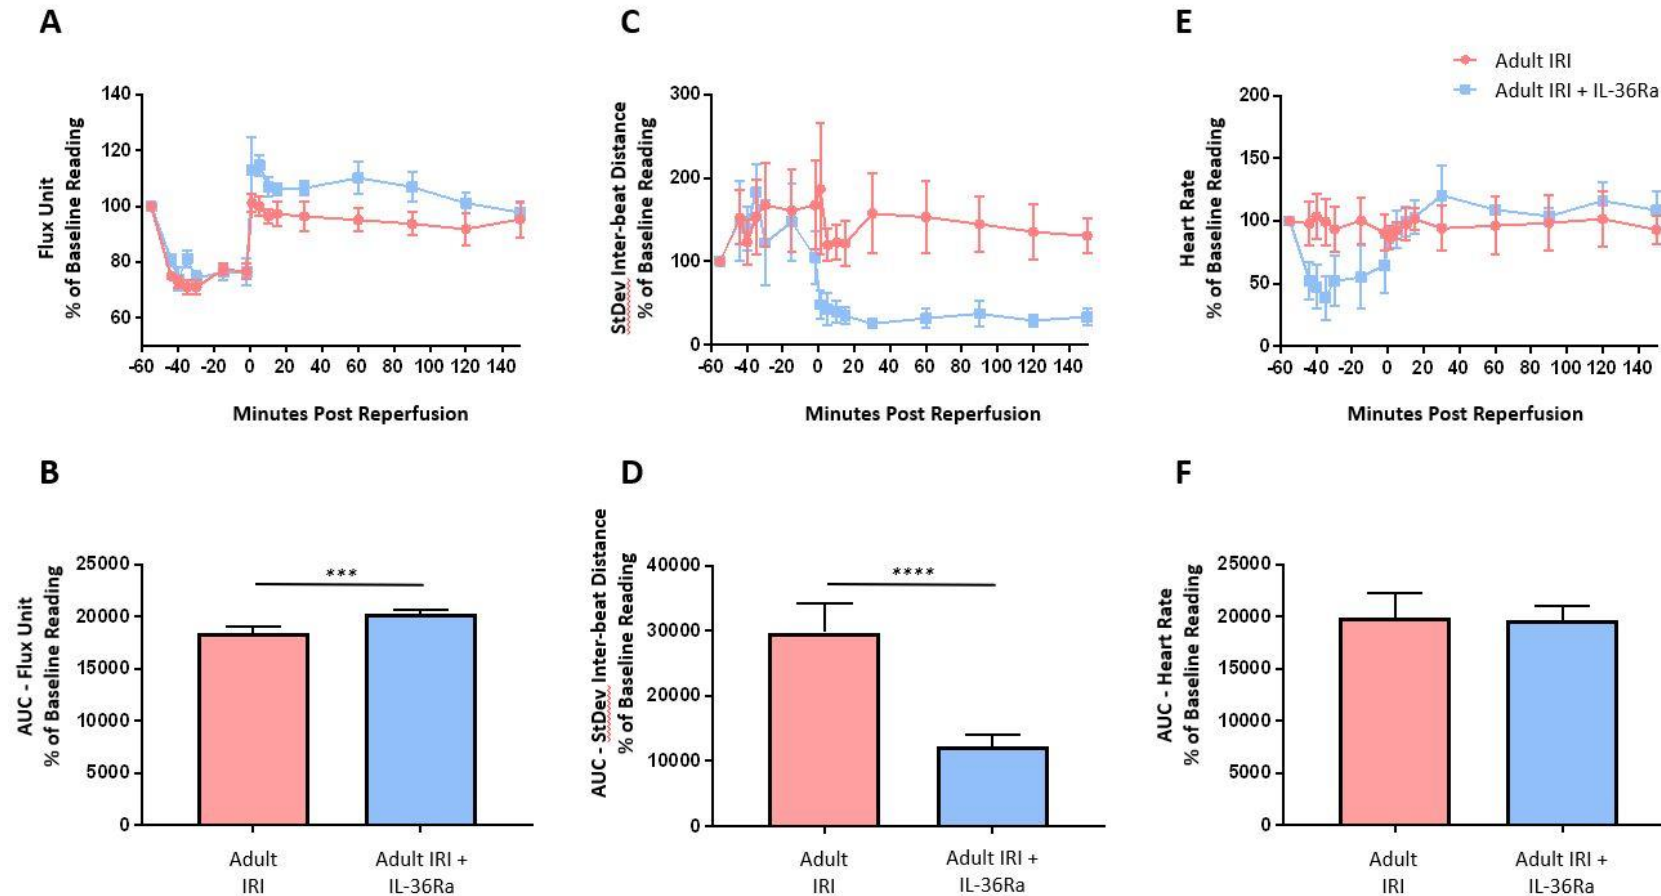 A
Flux Unit
% of Baseline Reading
140
120
100
80
60
-60 -40 -20 0 20 40 60 80 100 120 140
Minutes Post Reperfusion
C
StDev Inter-beat Distance
% of Baseline Reading
300
200
100
0
-60 -40 -20 0 20 40 60 80 100 120 140
Minutes Post Reperfusion
E
Adult IRI
Adult IRI + IL-36Ra
Heart Rate
% of Baseline Reading
200
150
100
50
0
-60 -40 -20 0 20 40 60 80 100 120 140
Minutes Post Reperfusion
B
AUC - Flux Unit
% of Baseline Reading
25000
20000
15000
10000
5000
0
***
Adult
IRI
Adult IRI +
IL-36Ra
D
AUC - StDev Inter-beat Distance
% of Baseline Reading
40000
30000
20000
10000
0
****
Adult
IRI
Adult IRI +
IL-36Ra
F
AUC - Heart Rate
% of Baseline Reading
25000
20000
15000
10000
5000
0
Adult
IRI
Adult IRI +
IL-36Ra